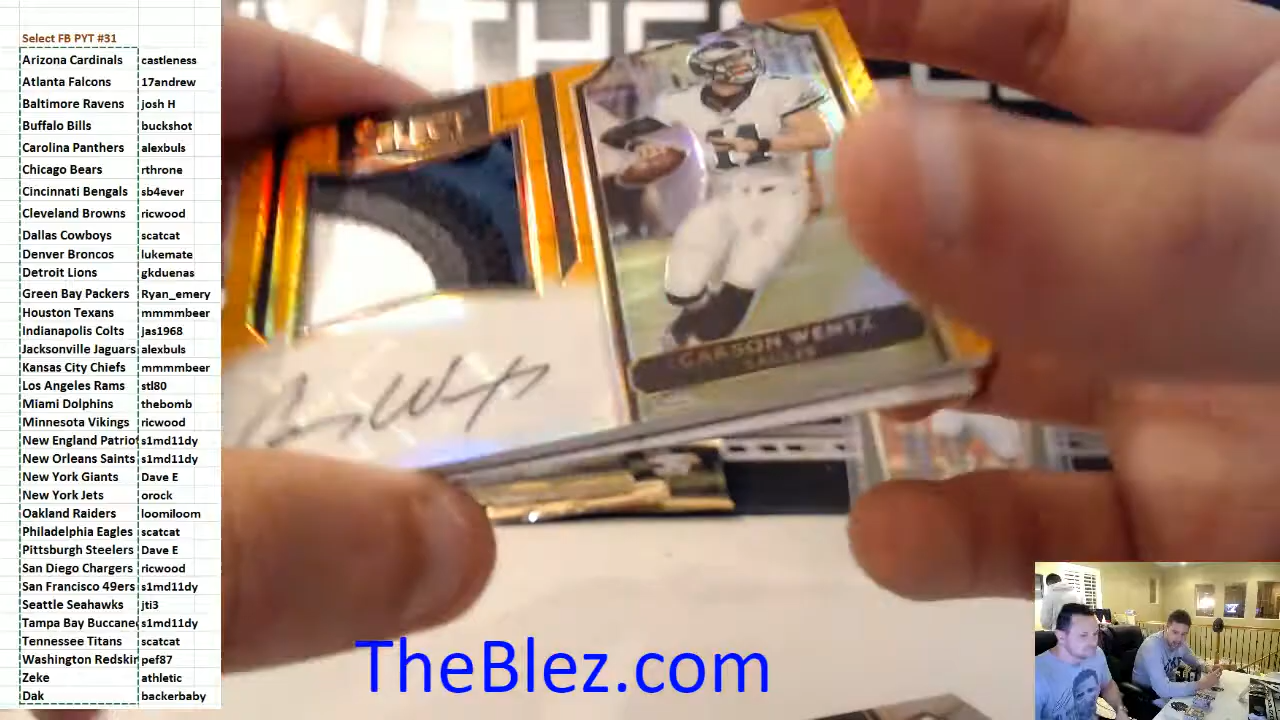 Select FB PYT #31
Arizona Cardinals castleness
Atlanta Falcons 17andrew
Baltimore Ravens josh H
Buffalo Bills buckshot
Carolina Panthers alexbuls
Chicago Bears rthrone
Cincinnati Bengals sb4ever
Cleveland Browns ricwood
Dallas Cowboys scatcat
Denver Broncos lukemate
Detroit Lions gkduenas
Green Bay Packers Ryan_emery
Houston Texans mmmmbeer
Indianapolis Colts jas1968
Jacksonville Jaguars alexbuls
Kansas City Chiefs mmmmbeer
Los Angeles Rams stl80
Miami Dolphins thebomb
Minnesota Vikings ricwood
New England Patriot s1md11dy
New Orleans Saints s1md11dy
New York Giants Dave E
New York Jets orock
Oakland Raiders loomiloom
Philadelphia Eagles scatcat
Pittsburgh Steelers Dave E
San Diego Chargers ricwood
San Francisco 49ers s1md11dy
Seattle Seahawks jti3
Tampa Bay Buccane s1md11dy
Tennessee Titans scatcat
Washington Redskin pef87
Zeke athletic
Dak backerbaby
SELECT
CARSON WENTZ
EAGLES
TheBlez.com